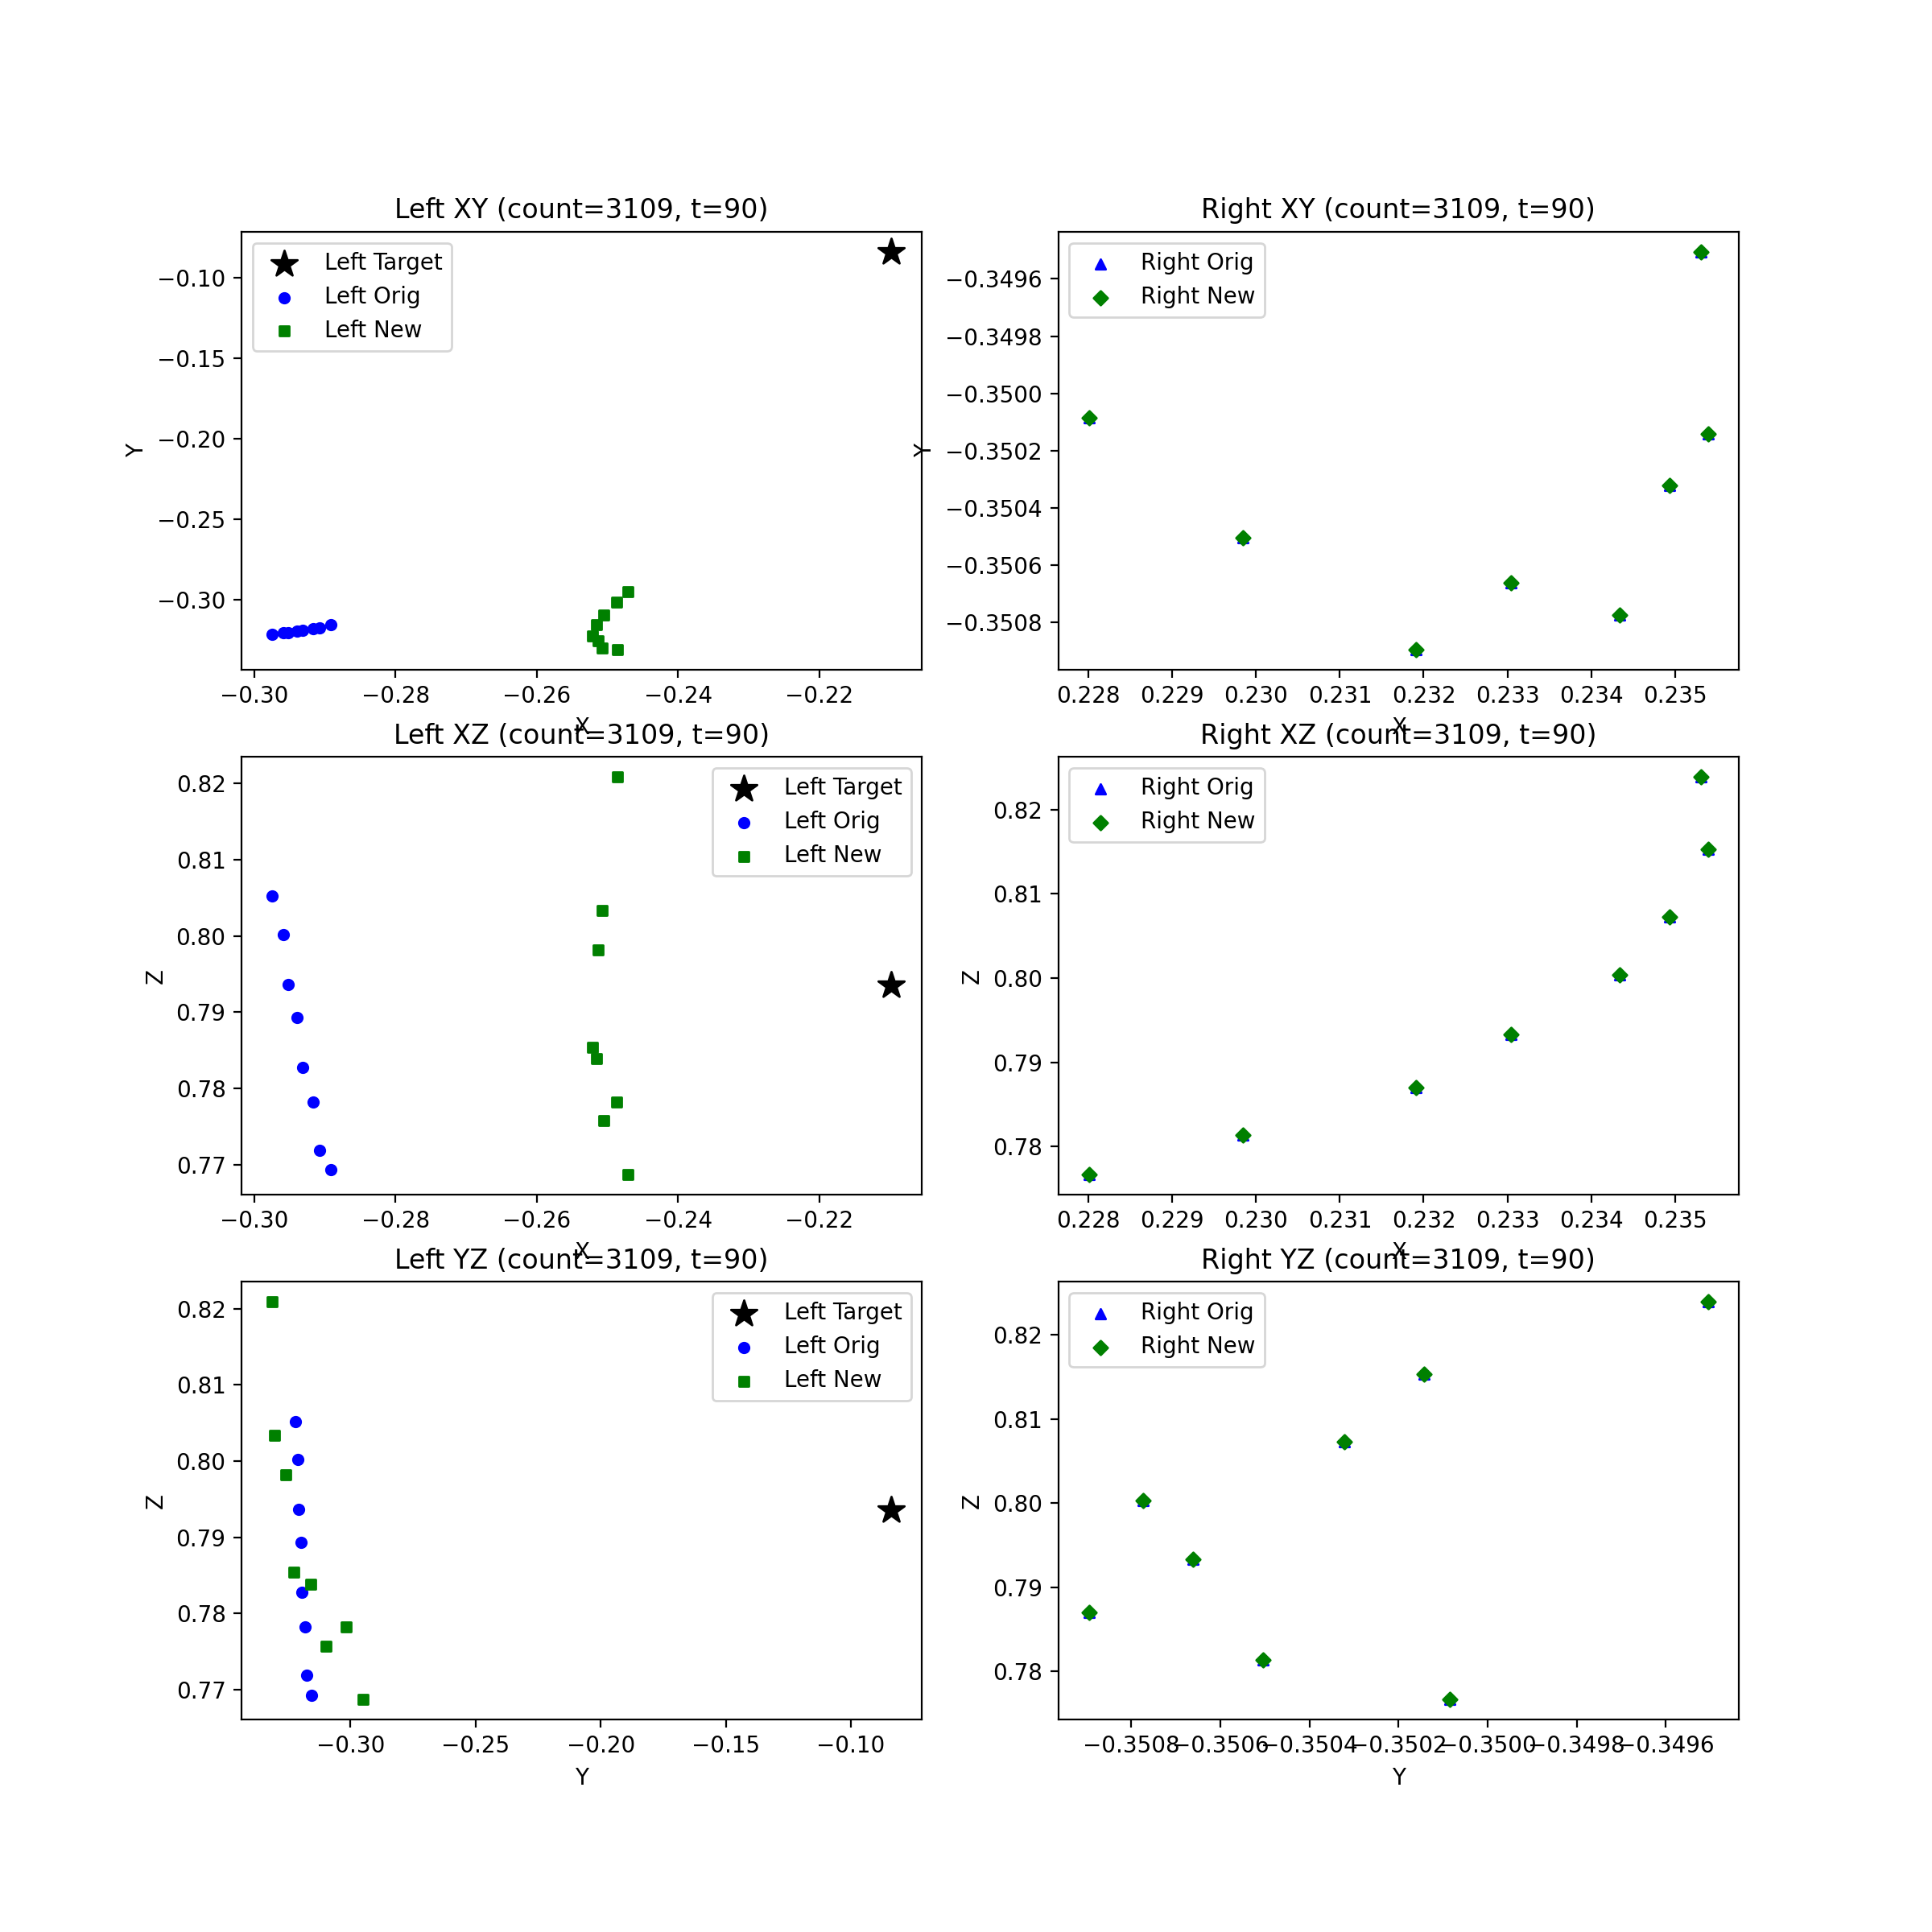 Left XY (count=3109, t=90)
Left Target
Left Orig
Left New
−0.10
−0.15
−0.20
−0.25
−0.30
Y
−0.30
−0.28
−0.26
−0.24
−0.22
X
Right XY (count=3109, t=90)
Right Orig
Right New
−0.3496
−0.3498
−0.3500
−0.3502
−0.3504
−0.3506
−0.3508
Y
0.228
0.229
0.230
0.231
0.232
0.233
0.234
0.235
X
Left XZ (count=3109, t=90)
Left Target
Left Orig
Left New
0.82
0.81
0.80
0.79
0.78
0.77
Z
−0.30
−0.28
−0.26
−0.24
−0.22
X
Right XZ (count=3109, t=90)
Right Orig
Right New
0.82
0.81
0.80
0.79
0.78
Z
0.228
0.229
0.230
0.231
0.232
0.233
0.234
0.235
X
Left YZ (count=3109, t=90)
Left Target
Left Orig
Left New
0.82
0.81
0.80
0.79
0.78
0.77
Z
−0.30
−0.25
−0.20
−0.15
−0.10
Y
Right YZ (count=3109, t=90)
Right Orig
Right New
0.82
0.81
0.80
0.79
0.78
Z
−0.3508
−0.3506
−0.3504
−0.3502
−0.3500
−0.3498
−0.3496
Y